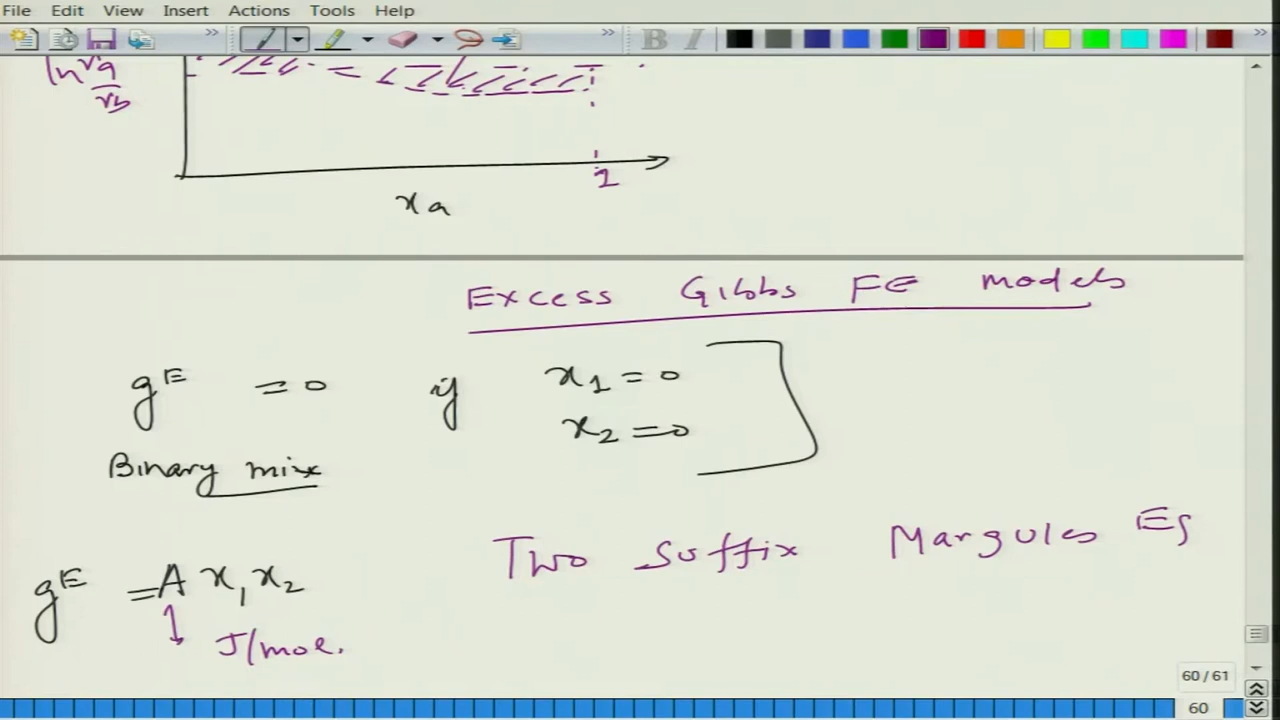 File Edit View Insert Actions Tools Help
B I
ln γa/γb
1
xa
Excess Gibbs FE models
g^E = 0 if x1 = 0
x2 = 0
Binary mix
Two Suffix Margules Eq
g^E = A x1 x2
J/mol.
60 / 61
60